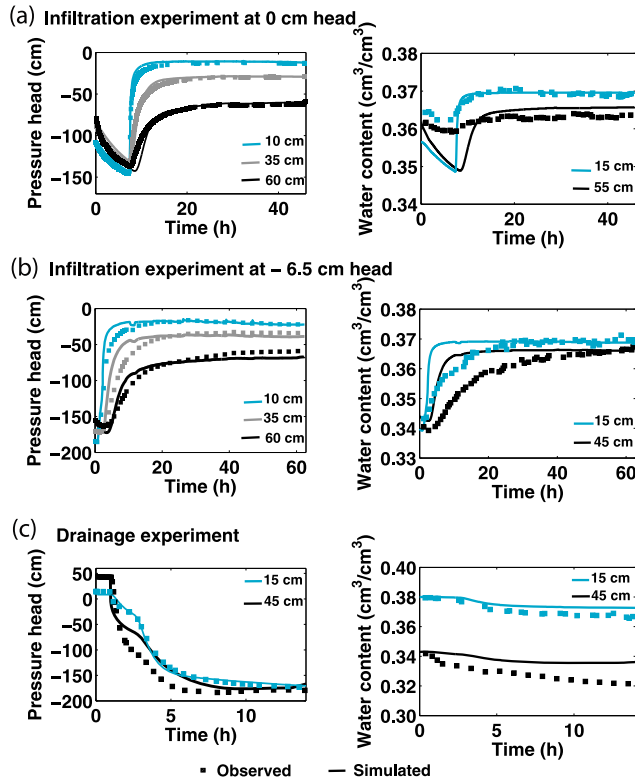 (a) Infiltration experiment at 0 cm head
Pressure head (cm)
0
−50
−100
−150
0 20 40
Time (h)
10 cm
35 cm
60 cm
Water content (cm³/cm³)
0.37
0.36
0.35
0.34
0 20 40
Time (h)
15 cm
55 cm
(b) Infiltration experiment at − 6.5 cm head
Pressure head (cm)
0
−50
−100
−150
−200
0 20 40 60
Time (h)
10 cm
35 cm
60 cm
Water content (cm³/cm³)
0.37
0.35
0.34
0.33
0 20 40 60
Time (h)
15 cm
45 cm
(c) Drainage experiment
Pressure head (cm)
50
0
−50
−100
−150
−200
0 5 10
Time (h)
15 cm
45 cm
Water content (cm³/cm³)
0.40
0.38
0.34
0.32
0.30
0 5 10
Time (h)
15 cm
45 cm
Observed Simulated